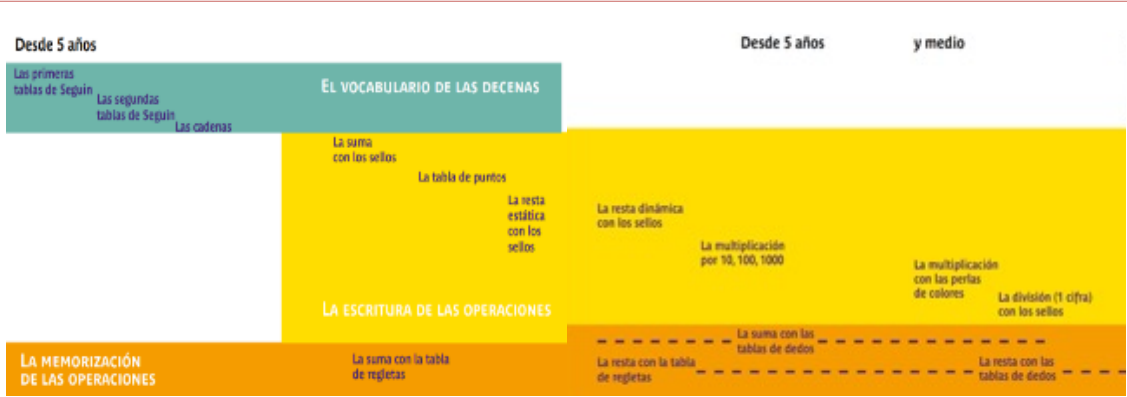 Desde 5 años
Desde 5 años y medio
Las primeras
tablas de Seguin
Las segundas
tablas de Seguin
Las cadenas
EL VOCABULARIO DE LAS DECENAS
La suma
con los sellos
La tabla de puntos
La resta
estática
con los
sellos
La resta dinámica
con los sellos
La multiplicación
por 10, 100, 1000
La multiplicación
con las perlas
de colores
La división (1 cifra)
con los sellos
LA ESCRITURA DE LAS OPERACIONES
LA MEMORIZACIÓN
DE LAS OPERACIONES
La suma con la tabla
de regletas
La suma con las
tablas de dedos
La resta con la tabla
de regletas
La resta con las
tablas de dedos